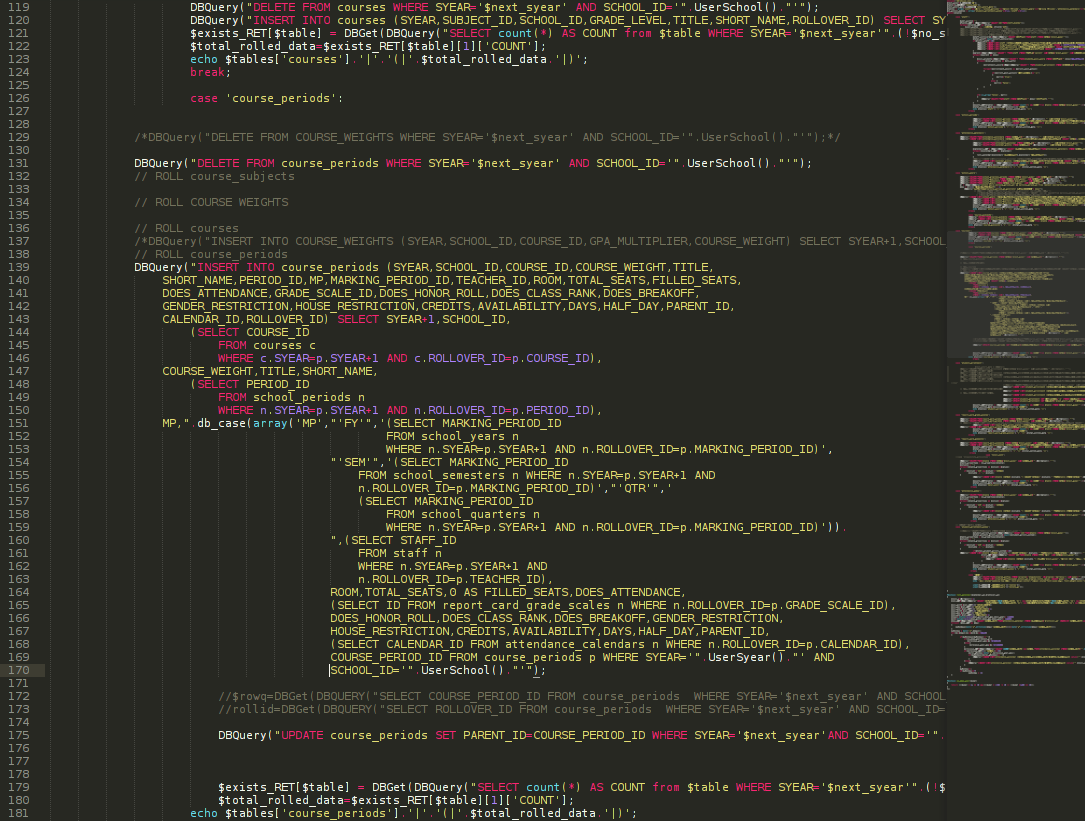 119 DBQuery("DELETE FROM courses WHERE SYEAR='$next_syear' AND SCHOOL_ID='".UserSchool()."'");
120 DBQuery("INSERT INTO courses (SYEAR,SUBJECT_ID,SCHOOL_ID,GRADE_LEVEL,TITLE,SHORT_NAME,ROLLOVER_ID) SELECT SY
121 $exists_RET[$table] = DBGet(DBQuery("SELECT count(*) AS COUNT from $table WHERE SYEAR='$next_syear'".(!$no_s
122 $total_rolled_data=$exists_RET[$table][1]['COUNT'];
123 echo $tables['courses'].'|'.'(|'.$total_rolled_data.'|)';
124 break;
125
126 case 'course_periods':
127
128
129 /*DBQuery("DELETE FROM COURSE_WEIGHTS WHERE SYEAR='$next_syear' AND SCHOOL_ID='".UserSchool()."'");*/
130
131 DBQuery("DELETE FROM course_periods WHERE SYEAR='$next_syear' AND SCHOOL_ID='".UserSchool()."'");
132 // ROLL course_subjects
133
134 // ROLL COURSE WEIGHTS
135
136 // ROLL courses
137 /*DBQuery("INSERT INTO COURSE_WEIGHTS (SYEAR,SCHOOL_ID,COURSE_ID,GPA_MULTIPLIER,COURSE_WEIGHT) SELECT SYEAR+1,SCHOOL
138 // ROLL course_periods
139 DBQuery("INSERT INTO course_periods (SYEAR,SCHOOL_ID,COURSE_ID,COURSE_WEIGHT,TITLE,
140 SHORT_NAME,PERIOD_ID,MP,MARKING_PERIOD_ID,TEACHER_ID,ROOM,TOTAL_SEATS,FILLED_SEATS,
141 DOES_ATTENDANCE,GRADE_SCALE_ID,DOES_HONOR_ROLL,DOES_CLASS_RANK,DOES_BREAKOFF,
142 GENDER_RESTRICTION,HOUSE_RESTRICTION,CREDITS,AVAILABILITY,DAYS,HALF_DAY,PARENT_ID,
143 CALENDAR_ID,ROLLOVER_ID) SELECT SYEAR+1,SCHOOL_ID,
144 (SELECT COURSE_ID
145 FROM courses c
146 WHERE c.SYEAR=p.SYEAR+1 AND c.ROLLOVER_ID=p.COURSE_ID),
147 COURSE_WEIGHT,TITLE,SHORT_NAME,
148 (SELECT PERIOD_ID
149 FROM school_periods n
150 WHERE n.SYEAR=p.SYEAR+1 AND n.ROLLOVER_ID=p.PERIOD_ID),
151 MP,".db_case(array('MP',"'FY'",'(SELECT MARKING_PERIOD_ID
152 FROM school_years n
153 WHERE n.SYEAR=p.SYEAR+1 AND n.ROLLOVER_ID=p.MARKING_PERIOD_ID)',
154 "'SEM'",'(SELECT MARKING_PERIOD_ID
155 FROM school_semesters n WHERE n.SYEAR=p.SYEAR+1 AND
156 n.ROLLOVER_ID=p.MARKING_PERIOD_ID)',"'QTR'",'
157 (SELECT MARKING_PERIOD_ID
158 FROM school_quarters n
159 WHERE n.SYEAR=p.SYEAR+1 AND n.ROLLOVER_ID=p.MARKING_PERIOD_ID)')).
160 ",(SELECT STAFF_ID
161 FROM staff n
162 WHERE n.SYEAR=p.SYEAR+1 AND
163 n.ROLLOVER_ID=p.TEACHER_ID),
164 ROOM,TOTAL_SEATS,0 AS FILLED_SEATS,DOES_ATTENDANCE,
165 (SELECT ID FROM report_card_grade_scales n WHERE n.ROLLOVER_ID=p.GRADE_SCALE_ID),
166 DOES_HONOR_ROLL,DOES_CLASS_RANK,DOES_BREAKOFF,GENDER_RESTRICTION,
167 HOUSE_RESTRICTION,CREDITS,AVAILABILITY,DAYS,HALF_DAY,PARENT_ID,
168 (SELECT CALENDAR_ID FROM attendance_calendars n WHERE n.ROLLOVER_ID=p.CALENDAR_ID),
169 COURSE_PERIOD_ID FROM course_periods p WHERE SYEAR='".UserSyear()."' AND
170 SCHOOL_ID='".UserSchool()."'");
171
172 //$rowq=DBGet(DBQUERY("SELECT COURSE_PERIOD_ID FROM course_periods  WHERE SYEAR='$next_syear' AND SCHOOL
173 //rollid=DBGet(DBQUERY("SELECT ROLLOVER_ID FROM course_periods  WHERE SYEAR='$next_syear' AND SCHOOL_ID=
174
175 DBQuery("UPDATE course_periods SET PARENT_ID=COURSE_PERIOD_ID WHERE SYEAR='$next_syear'AND SCHOOL_ID='".
176
177
178
179 $exists_RET[$table] = DBGet(DBQuery("SELECT count(*) AS COUNT from $table WHERE SYEAR='$next_syear'".(!$
180 $total_rolled_data=$exists_RET[$table][1]['COUNT'];
181 echo $tables['course_periods'].'|'.'(|'.$total_rolled_data.'|)';